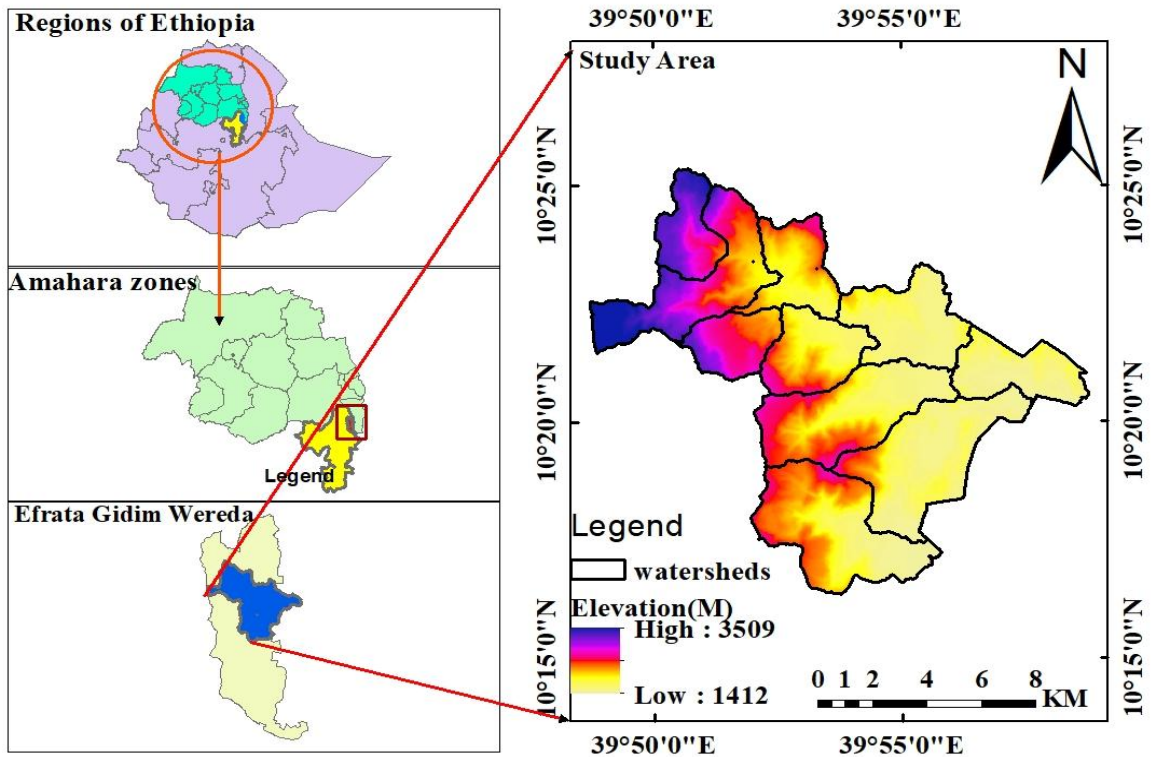 Regions of Ethiopia
Amahara zones
Legend
Efrata Gidim Wereda
39°50'0"E 39°55'0"E
Study Area
N
10°25'0"N 10°25'0"N
10°20'0"N 10°20'0"N
10°15'0"N 10°15'0"N
Legend
watersheds
Elevation(M)
High : 3509
Low : 1412
0 1 2 4 6 8
KM
39°50'0"E 39°55'0"E